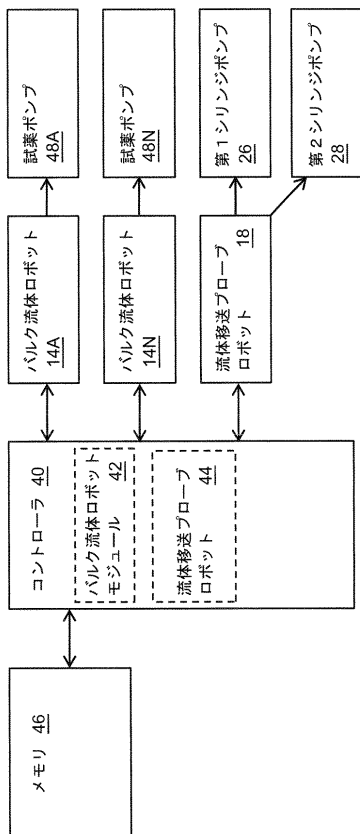 メモリ 46
コントローラ 40
バルク流体ロボット
モジュール 42
流体移送プローブ
ロボット 44
バルク流体ロボット
14A
バルク流体ロボット
14N
流体移送プローブ
ロボット 18
試薬ポンプ
48A
試薬ポンプ
48N
第1シリンジポンプ
26
第2シリンジポンプ
28